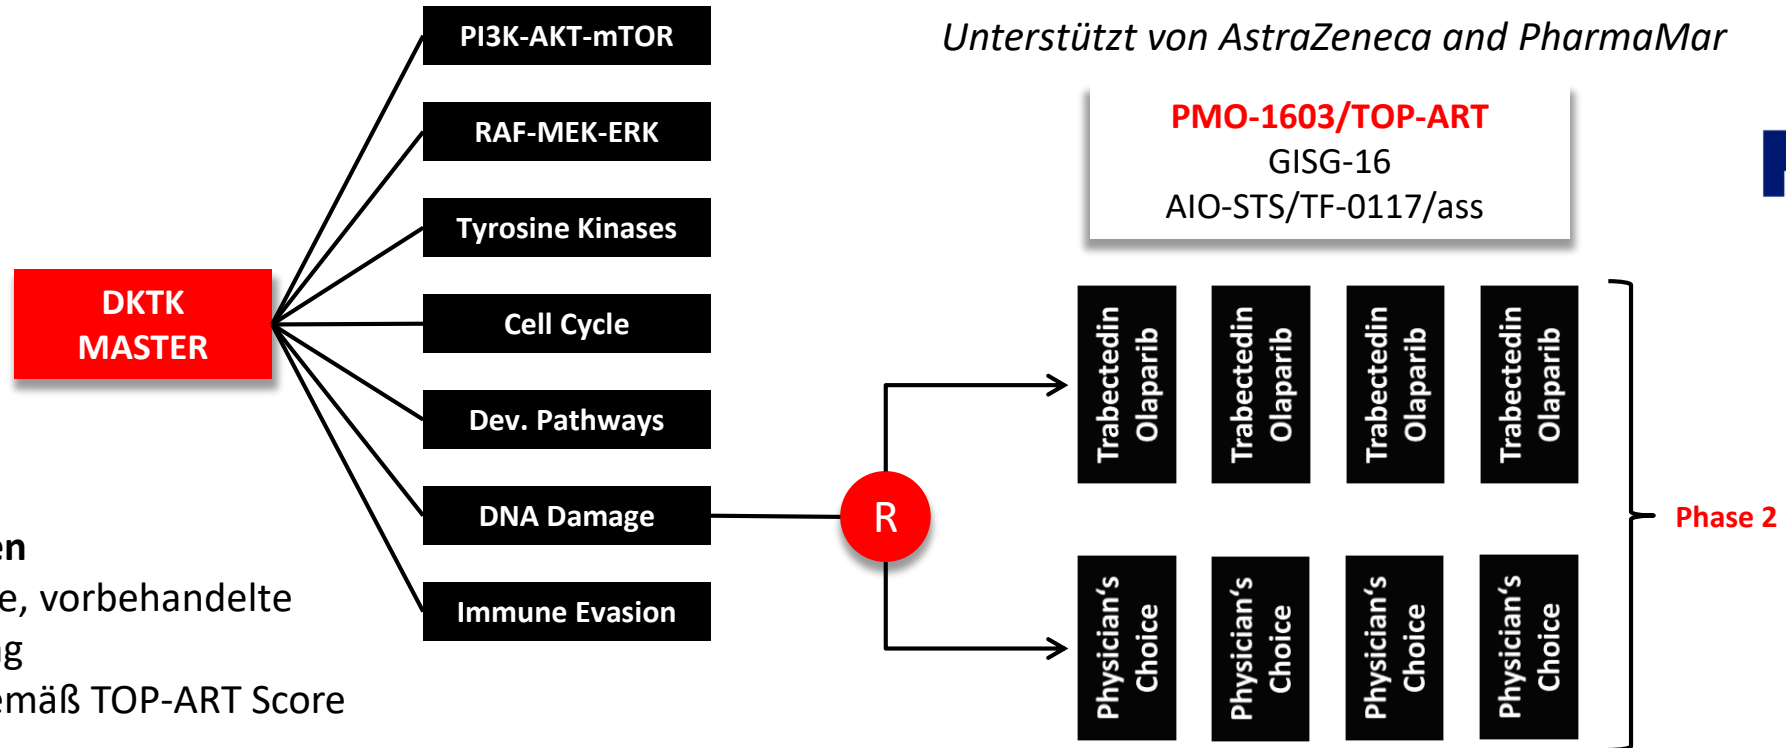 Unterstützt von AstraZeneca and PharmaMar
PMO-1603/TOP-ART
GISG-16
AIO-STS/TF-0117/ass
DKTK
MASTER
PI3K-AKT-mTOR
RAF-MEK-ERK
Tyrosine Kinases
Cell Cycle
Dev. Pathways
DNA Damage
Immune Evasion
R
Trabectedin
Olaparib
Trabectedin
Olaparib
Trabectedin
Olaparib
Trabectedin
Olaparib
Physician‘s
Choice
Physician‘s
Choice
Physician‘s
Choice
Physician‘s
Choice
Phase 2
en
e, vorbehandelte
g
emäß TOP-ART Score